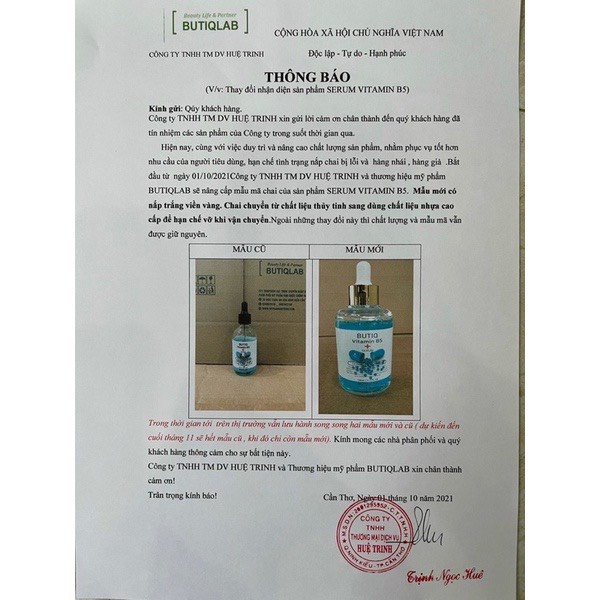 Beauty Life & Partner
BUTIQLAB
CỘNG HÒA XÃ HỘI CHỦ NGHĨA VIỆT NAM
CÔNG TY TNHH TM DV HUỆ TRINH
Độc lập - Tự do - Hạnh phúc
THÔNG BÁO
(V/v: Thay đổi nhận diện sản phẩm SERUM VITAMIN B5)
Kính gửi: Qúy khách hàng,
Công ty TNHH TM DV HUỆ TRINH xin gửi lời cảm ơn chân thành đến quý khách hàng đã
tín nhiệm các sản phẩm của Công ty trong suốt thời gian qua.
Hiện nay, cùng với việc duy trì và nâng cao chất lượng sản phẩm, nhằm phục vụ tốt hơn
nhu cầu của người tiêu dùng, hạn chế tình trạng nắp chai bị lỗi và hàng nhái , hàng giả .Bắt
đầu từ ngày 01/10/2021Công ty TNHH TM DV HUỆ TRINH và thương hiệu mỹ phẩm
BUTIQLAB sẽ nâng cấp mẫu mã chai của sản phẩm SERUM VITAMIN B5. Mẫu mới có
nắp trắng viền vàng. Chai chuyển từ chất liệu thủy tinh sang dùng chất liệu nhựa cao
cấp để hạn chế vỡ khi vận chuyển.Ngoài những thay đổi này thì chất lượng và mẫu mã vẫn
được giữ nguyên.
MẪU CŨ
MẪU MỚI
Beauty Life & Partner
BUTIQLAB
BUTIQ
Vitamin B5
BUTIQ
Vitamin B5
Trong thời gian tới trên thị trường vẫn lưu hành song song hai mẫu mới và cũ ( dự kiến đến
cuối tháng 11 sẽ hết mẫu cũ , khi đó chỉ còn mẫu mới). Kính mong các nhà phân phối và quý
khách hàng thông cảm cho sự bất tiện này.
Công ty TNHH TM DV HUỆ TRINH và Thương hiệu mỹ phẩm BUTIQLAB xin chân thành
cảm ơn!
Trân trọng kính báo!
Cần Thơ, Ngày 01 tháng 10 năm 2021
CÔNG TY
TNHH
THƯƠNG MẠI DỊCH VỤ
HUỆ TRINH
Q.NINH KIỀU-TP.CẦN THƠ
Trịnh Ngọc Huê